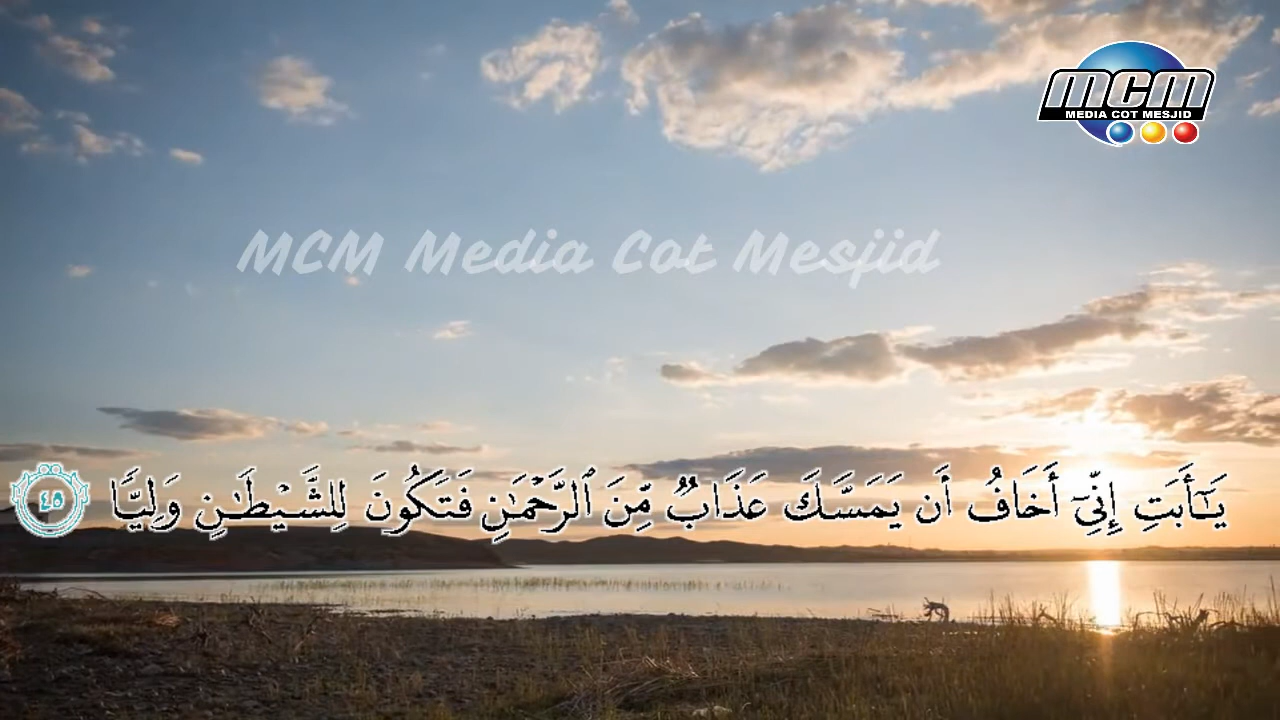 MCM
MEDIA COT MESJID
MCM Media Cot Mesjid
يَـٰٓأَبَتِ إِنِّىٓ أَخَافُ أَن يَمَسَّكَ عَذَابٌ مِّنَ ٱلرَّحْمَـٰنِ فَتَكُونَ لِلشَّيْطَـٰنِ وَلِيًّا ٤٥